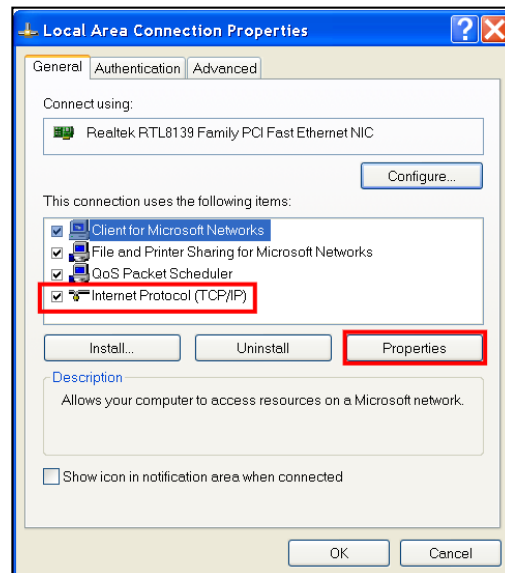 Local Area Connection Properties
General Authentication Advanced
Connect using:
Realtek RTL8139 Family PCI Fast Ethernet NIC
Configure...
This connection uses the following items:
Client for Microsoft Networks
File and Printer Sharing for Microsoft Networks
QoS Packet Scheduler
Internet Protocol (TCP/IP)
Install... Uninstall Properties
Description
Allows your computer to access resources on a Microsoft network.
Show icon in notification area when connected
OK Cancel